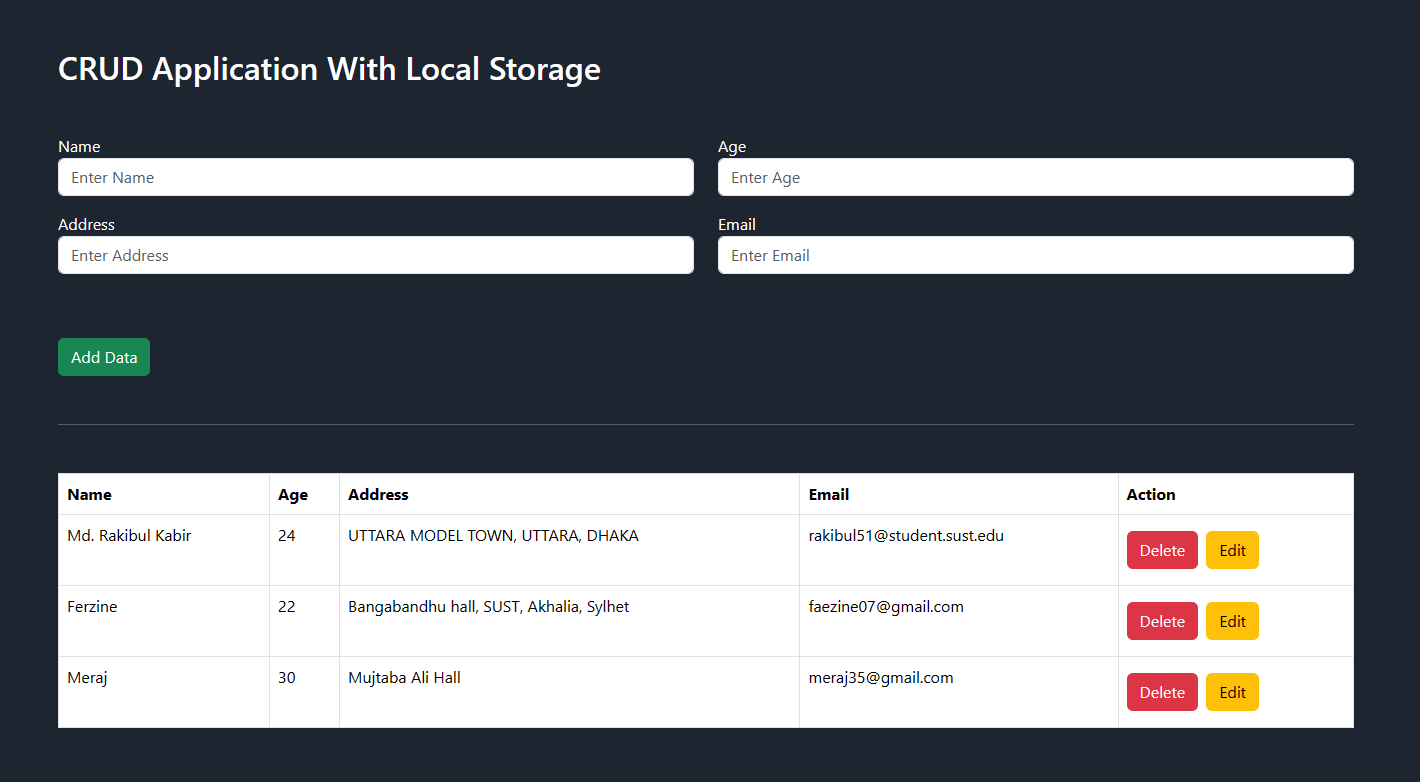 CRUD Application With Local Storage
Name Age
Enter Name Enter Age
Address Email
Enter Address Enter Email
Add Data
Name Age Address Email Action
Md. Rakibul Kabir 24 UTTARA MODEL TOWN, UTTARA, DHAKA rakibul51@student.sust.edu Delete Edit
Ferzine 22 Bangabandhu hall, SUST, Akhalia, Sylhet faezine07@gmail.com Delete Edit
Meraj 30 Mujtaba Ali Hall meraj35@gmail.com Delete Edit